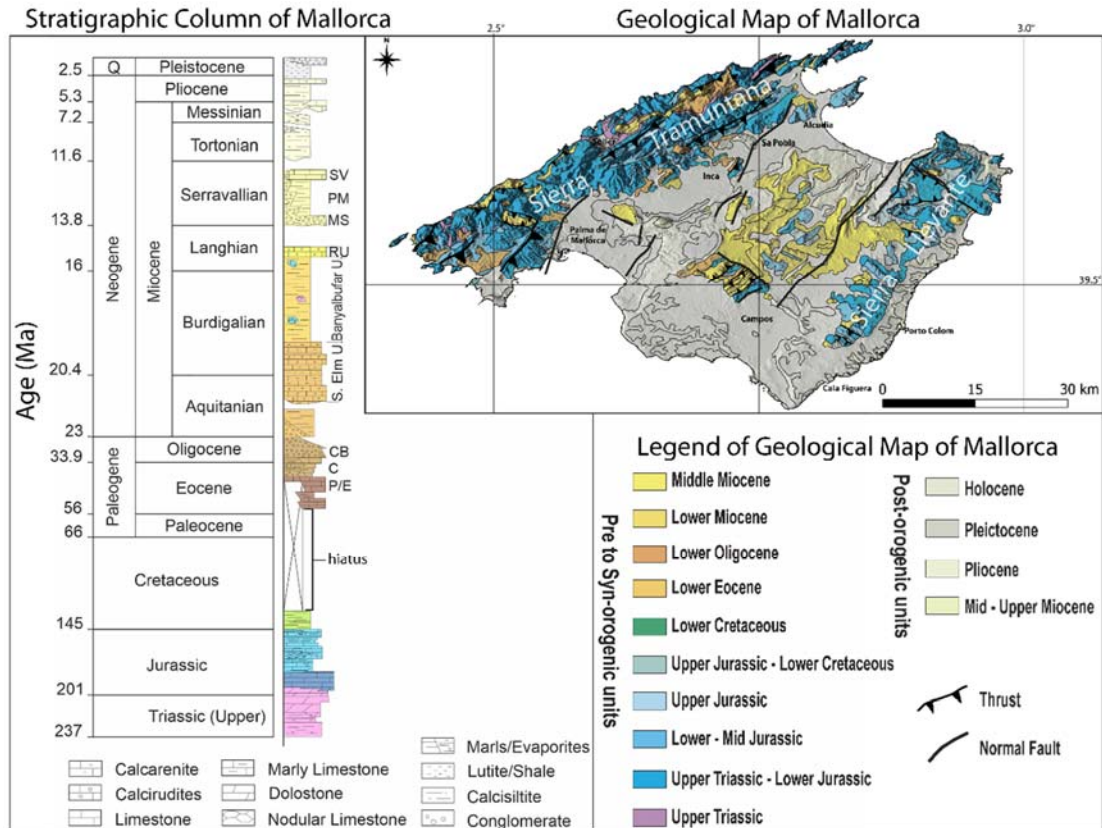 Stratigraphic Column of Mallorca
Age (Ma)
2.5
5.3
7.2
11.6
13.8
16
20.4
23
33.9
56
66
145
201
237
Q
Neogene
Paleogene
Miocene
Pleistocene
Pliocene
Messinian
Tortonian
Serravallian
Langhian
Burdigalian
Aquitanian
Oligocene
Eocene
Paleocene
Cretaceous
Jurassic
Triassic (Upper)
SV
PM
MS
RU
Banyalbufar U.
S. Elm U.
CB
C
P/E
hiatus
Calcarenite
Calcirudites
Limestone
Marly Limestone
Dolostone
Nodular Limestone
Marls/Evaporites
Lutite/Shale
Calcisiltite
Conglomerate
Geological Map of Mallorca
2.5°
3.0°
39.5°
Sierra Tramuntana
Alcudia
Sa Pobla
Inca
Palma de
Mallorca
Sierra Llevante
Campos
Porto Colom
Cala Figuera
0 15 30 km
Legend of Geological Map of Mallorca
Pre to Syn-orogenic units
Middle Miocene
Lower Miocene
Lower Oligocene
Lower Eocene
Lower Cretaceous
Upper Jurassic - Lower Cretaceous
Upper Jurassic
Lower - Mid Jurassic
Upper Triassic - Lower Jurassic
Upper Triassic
Post-orogenic units
Holocene
Pleictocene
Pliocene
Mid - Upper Miocene
Thrust
Normal Fault